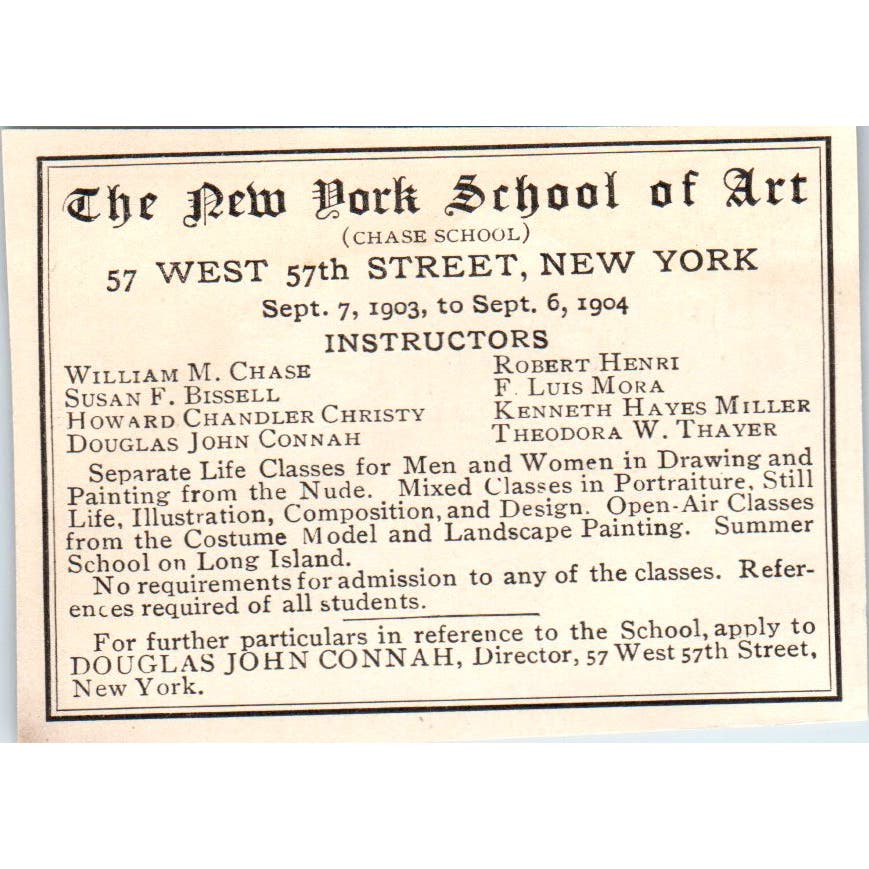 The New York School of Art
(CHASE SCHOOL)
57 WEST 57th STREET, NEW YORK
Sept. 7, 1903, to Sept. 6, 1904
INSTRUCTORS
WILLIAM M. CHASE
SUSAN F. BISSELL
HOWARD CHANDLER CHRISTY
DOUGLAS JOHN CONNAH
ROBERT HENRI
F. LUIS MORA
KENNETH HAYES MILLER
THEODORA W. THAYER
Separate Life Classes for Men and Women in Drawing and
Painting from the Nude. Mixed Classes in Portraiture, Still
Life, Illustration, Composition, and Design. Open-Air Classes
from the Costume Model and Landscape Painting. Summer
School on Long Island.
No requirements for admission to any of the classes. Refer-
ences required of all students.
For further particulars in reference to the School, apply to
DOUGLAS JOHN CONNAH, Director, 57 West 57th Street,
New York.